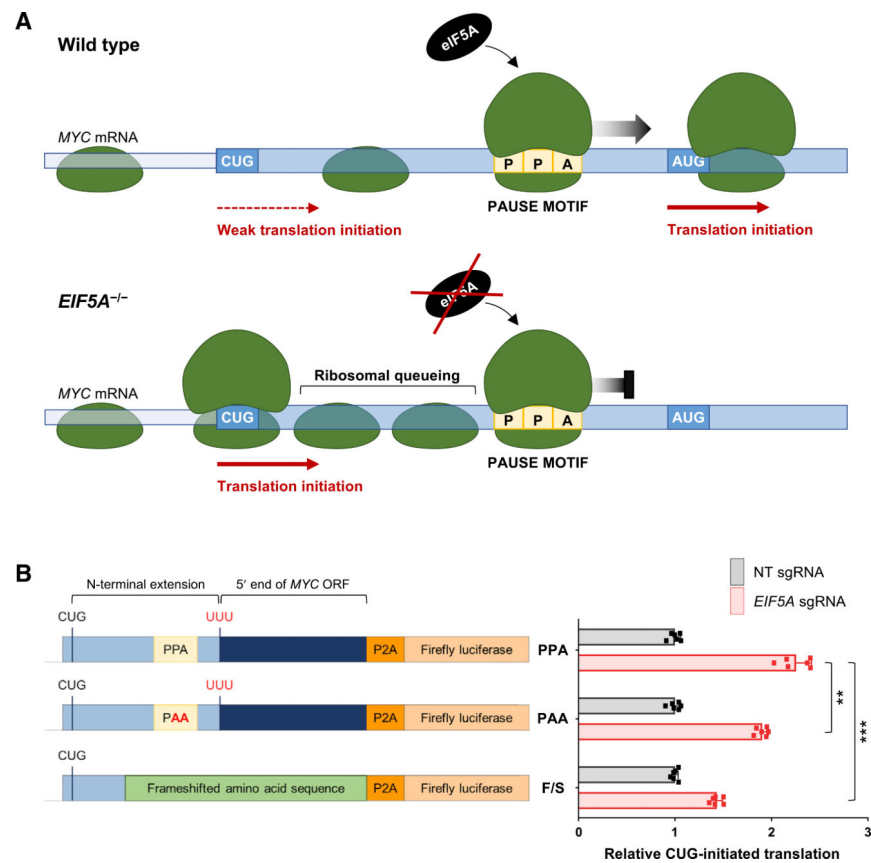 A
Wild type
eIF5A
MYC mRNA
CUG
P P A
AUG
PAUSE MOTIF
Weak translation initiation
Translation initiation
EIF5A–/–
eIF5A
Ribosomal queueing
MYC mRNA
CUG
P P A
AUG
PAUSE MOTIF
Translation initiation
B
N-terminal extension
5′ end of MYC ORF
CUG
UUU
PPA
P2A
Firefly luciferase
CUG
UUU
PAA
P2A
Firefly luciferase
CUG
Frameshifted amino acid sequence
P2A
Firefly luciferase
NT sgRNA
EIF5A sgRNA
PPA
PAA
F/S
**
***
0 1 2 3
Relative CUG-initiated translation